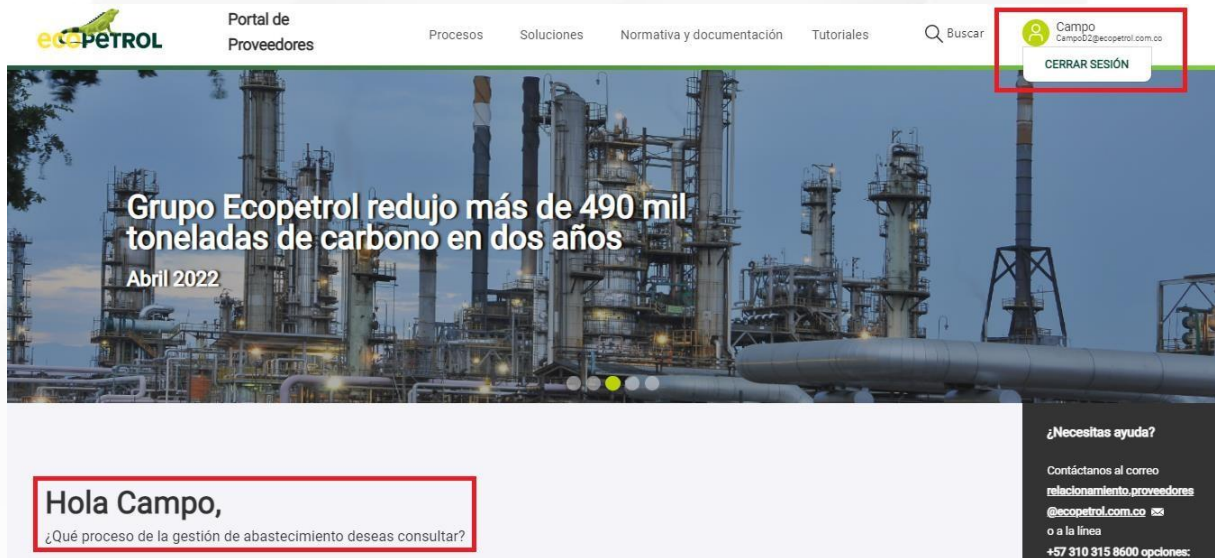 ecopetrol
Portal de
Proveedores
Procesos
Soluciones
Normativa y documentación
Tutoriales
Buscar
Campo
Campo02@ecopetrol.com.co
CERRAR SESIÓN
Grupo Ecopetrol redujo más de 490 mil
toneladas de carbono en dos años
Abril 2022
Hola Campo,
¿Qué proceso de la gestión de abastecimiento deseas consultar?
¿Necesitas ayuda?
Contáctanos al correo
relacionamiento.proveedores
@ecopetrol.com.co
o a la línea
+57 310 315 8600 opciones: